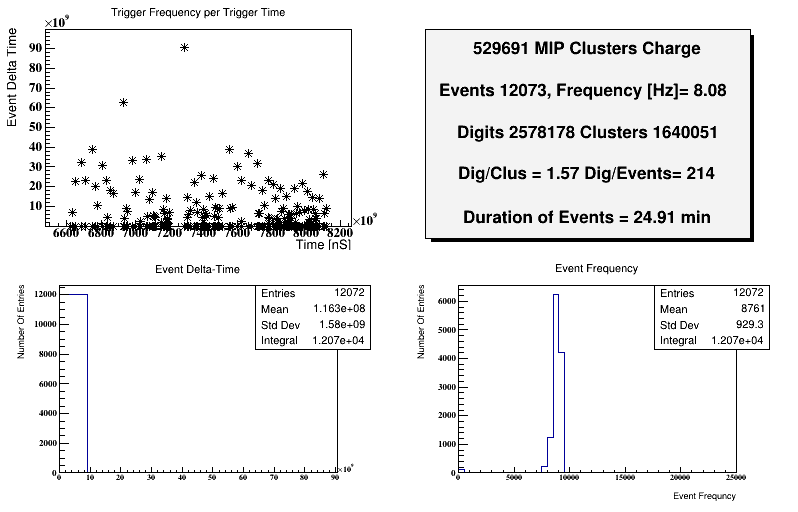 Trigger Frequency per Trigger Time
×10⁹
Event Delta Time
90
80
70
60
50
40
30
20
10
6600 6800 7000 7200 7400 7600 7800 8000 8200
×10⁹
Time [nS]
529691 MIP Clusters Charge
Events 12073, Frequency [Hz]= 8.08
Digits 2578178 Clusters 1640051
Dig/Clus = 1.57 Dig/Events= 214
Duration of Events = 24.91 min
Event Delta-Time
Number Of Entries
12000
10000
8000
6000
4000
2000
0
0 10 20 30 40 50 60 70 80 90
×10⁹
Entries 12072
Mean 1.163e+08
Std Dev 1.58e+09
Integral 1.207e+04
Event Frequency
Number Of Entries
6000
5000
4000
3000
2000
1000
0
0 5000 10000 15000 20000 25000
Event Frequncy
Entries 12072
Mean 8761
Std Dev 929.3
Integral 1.207e+04